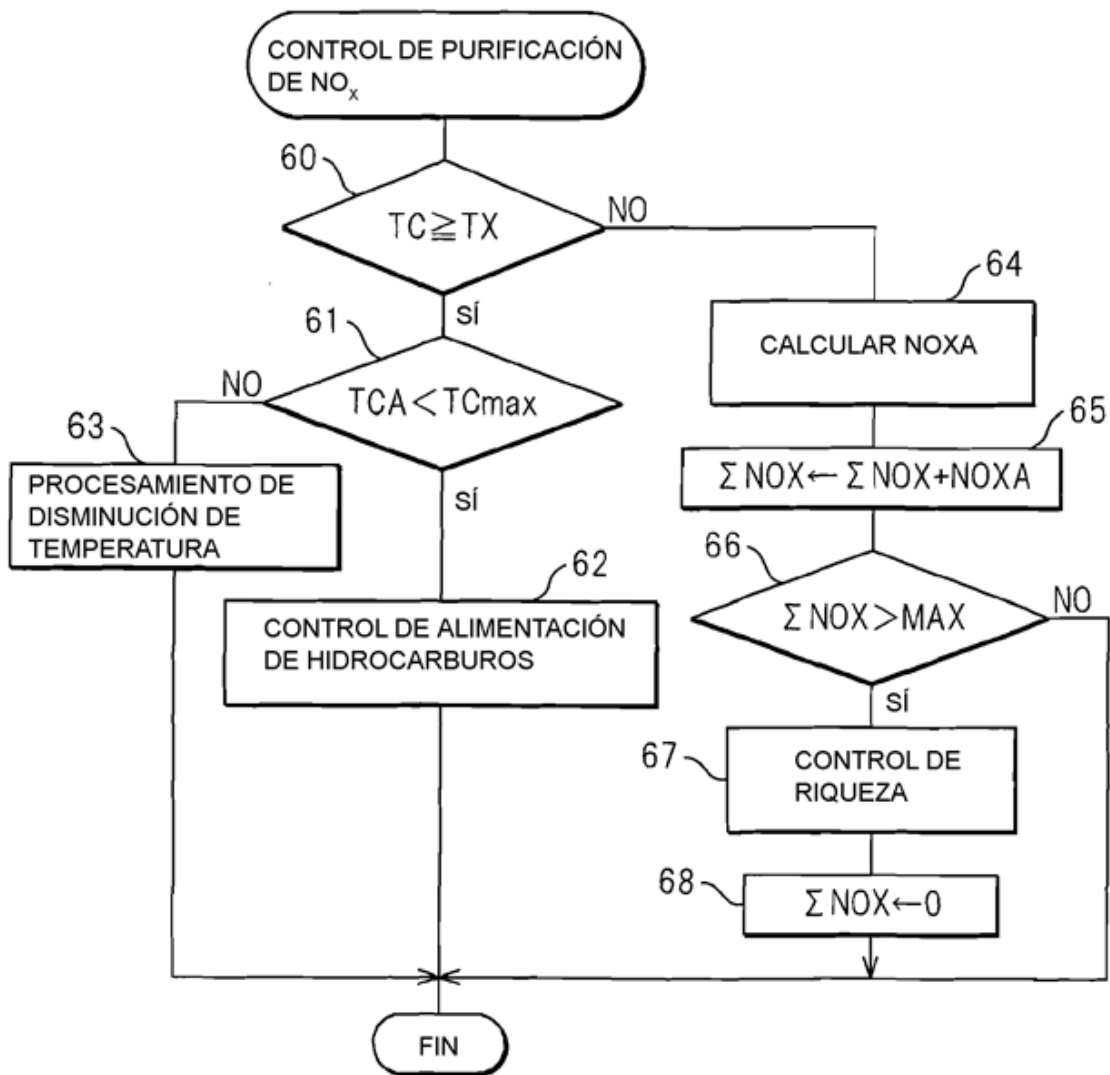 CONTROL DE PURIFICACIÓN
DE NOₓ
60
TC≧TX
NO
SÍ
64
CALCULAR NOXA
61
TCA<TCmax
NO
SÍ
65
ΣNOX←ΣNOX+NOXA
63
PROCESAMIENTO DE
DISMINUCIÓN DE
TEMPERATURA
66
ΣNOX>MAX
NO
SÍ
62
CONTROL DE ALIMENTACIÓN
DE HIDROCARBUROS
67
CONTROL DE
RIQUEZA
68
ΣNOX←0
FIN